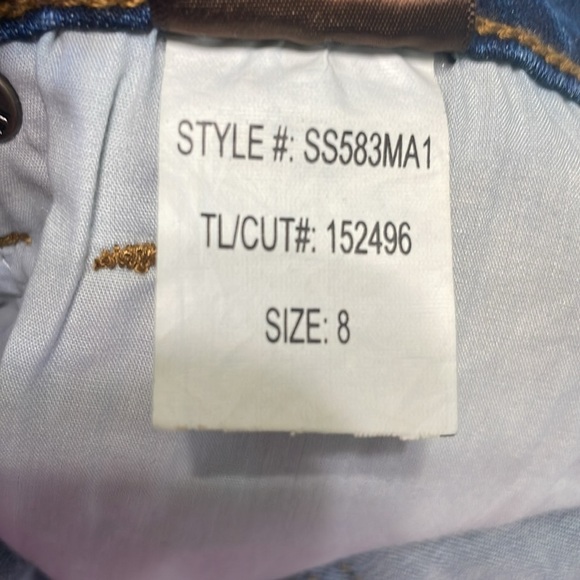 STYLE #: SS583MA1
TL/CUT#: 152496
SIZE: 8